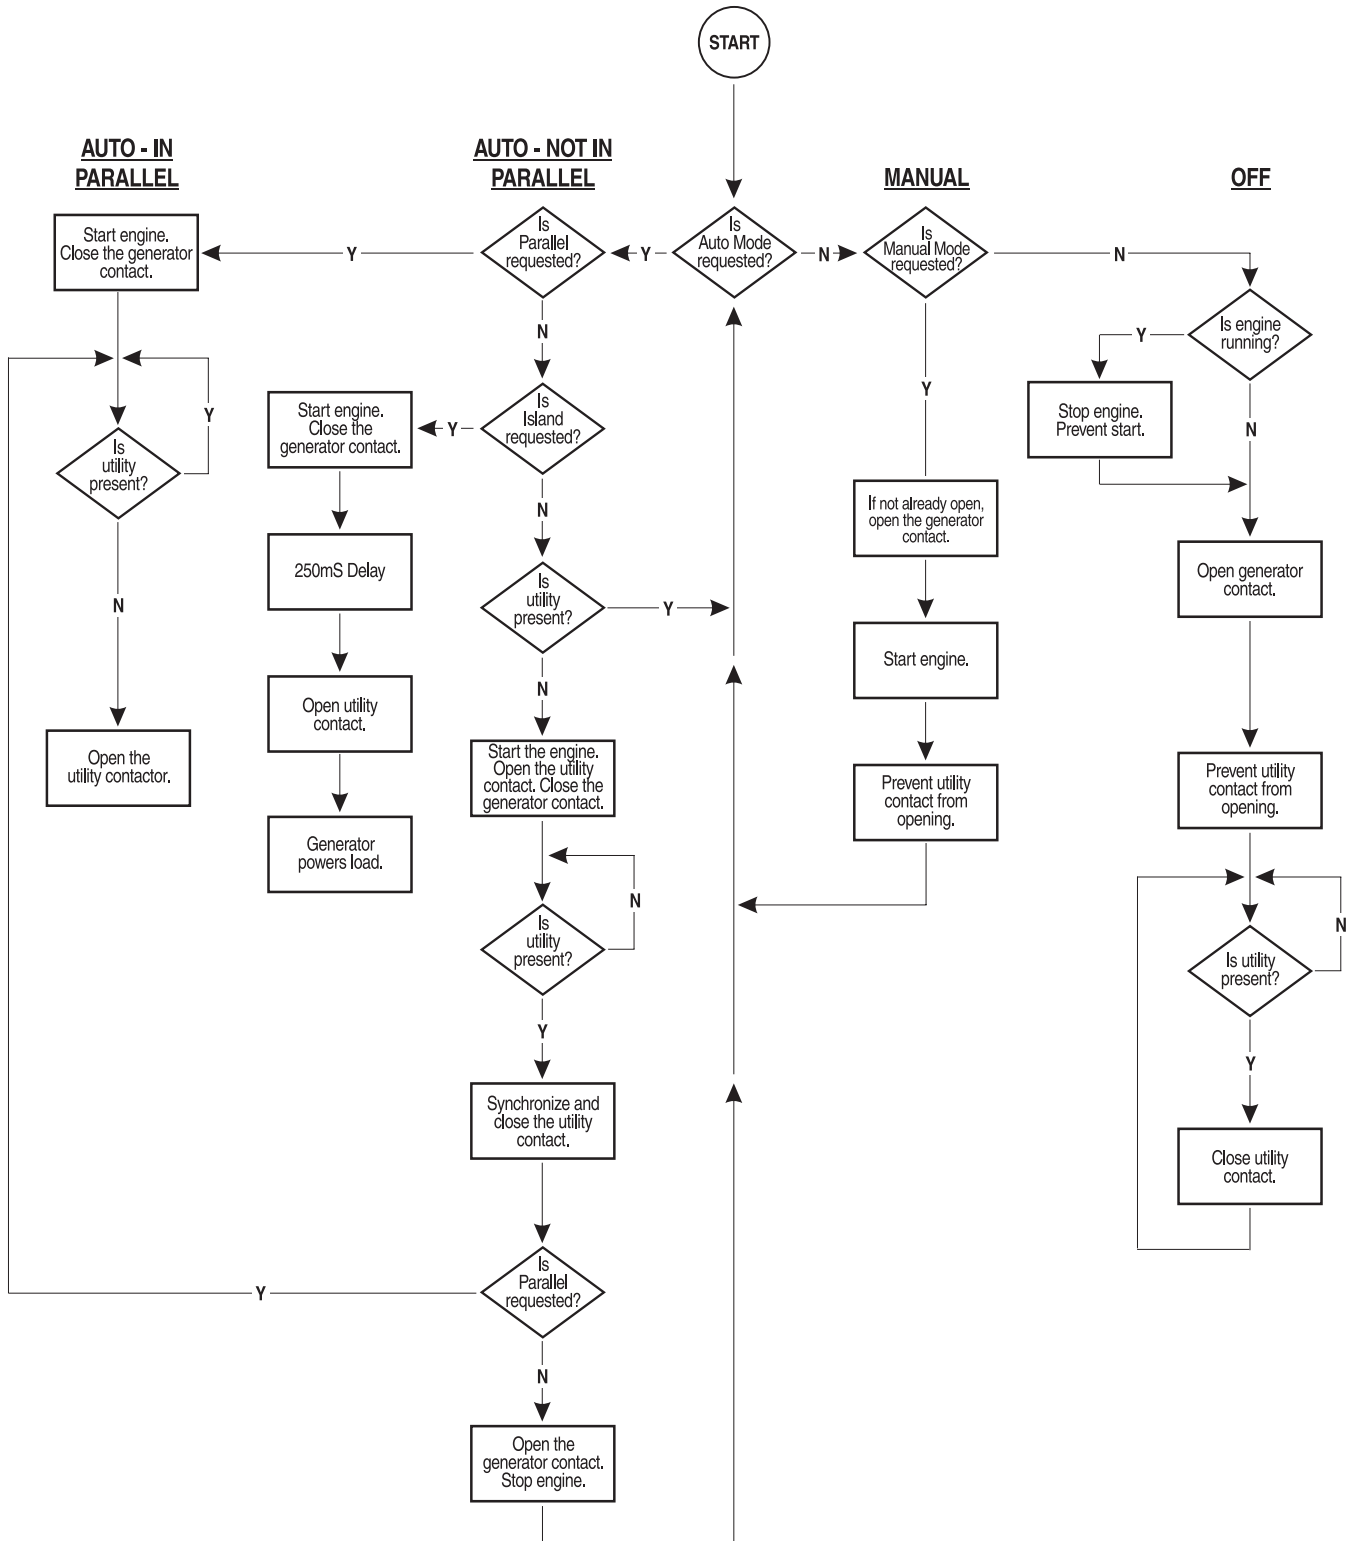 START
AUTO - IN
PARALLEL
AUTO - NOT IN
PARALLEL
MANUAL
OFF
Start engine.
Close the generator
contact.
Y
Is
Parallel
requested?
Y
Is
Auto Mode
requested?
N
Is
Manual Mode
requested?
N
Is engine
running?
Y
N
Stop engine.
Prevent start.
N
Y
Is
utility
present?
Y
Start engine.
Close the
generator contact.
Y
Is
Island
requested?
N
If not already open,
open the generator
contact.
250mS Delay
Is
utility
present?
Y
Open generator
contact.
N
Start engine.
Open utility
contact.
N
Open the
utility contactor.
Start the engine.
Open the utility
contact. Close the
generator contact.
Prevent utility
contact from
opening.
Prevent utility
contact from
opening.
Generator
powers load.
N
Is
utility
present?
N
Is utility
present?
Y
Y
Synchronize and
close the utility
contact.
Close utility
contact.
Y
Is
Parallel
requested?
N
Open the
generator contact.
Stop engine.